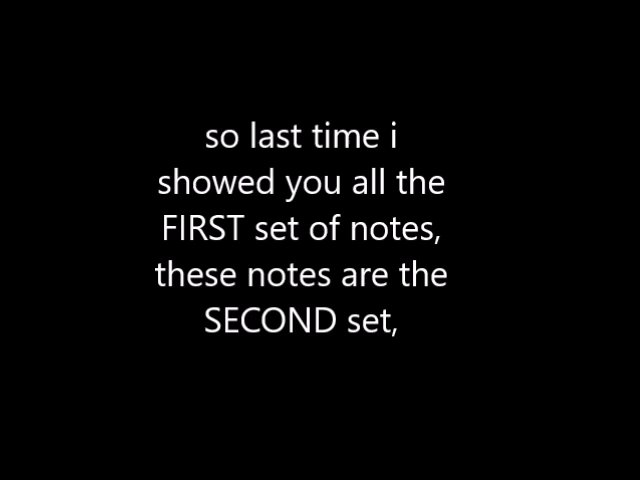 so last time i
showed you all the
FIRST set of notes,
these notes are the
SECOND set,